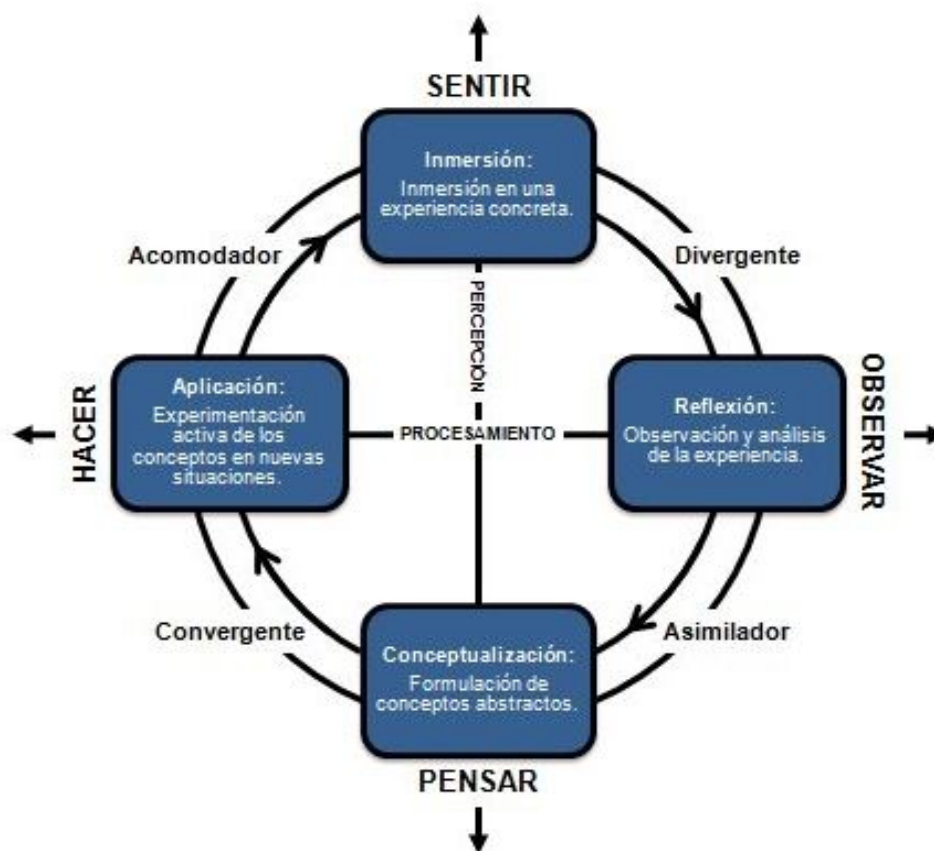 SENTIR
Inmersión:
Inmersión en una
experiencia concreta.
Acomodador
Divergente
PERCEPCIÓN
HACER
Aplicación:
Experimentación
activa de los
conceptos en nuevas
situaciones.
PROCESAMIENTO
Reflexión:
Observación y análisis
de la experiencia.
OBSERVAR
Convergente
Asimilador
Conceptualización:
Formulación de
conceptos abstractos.
PENSAR